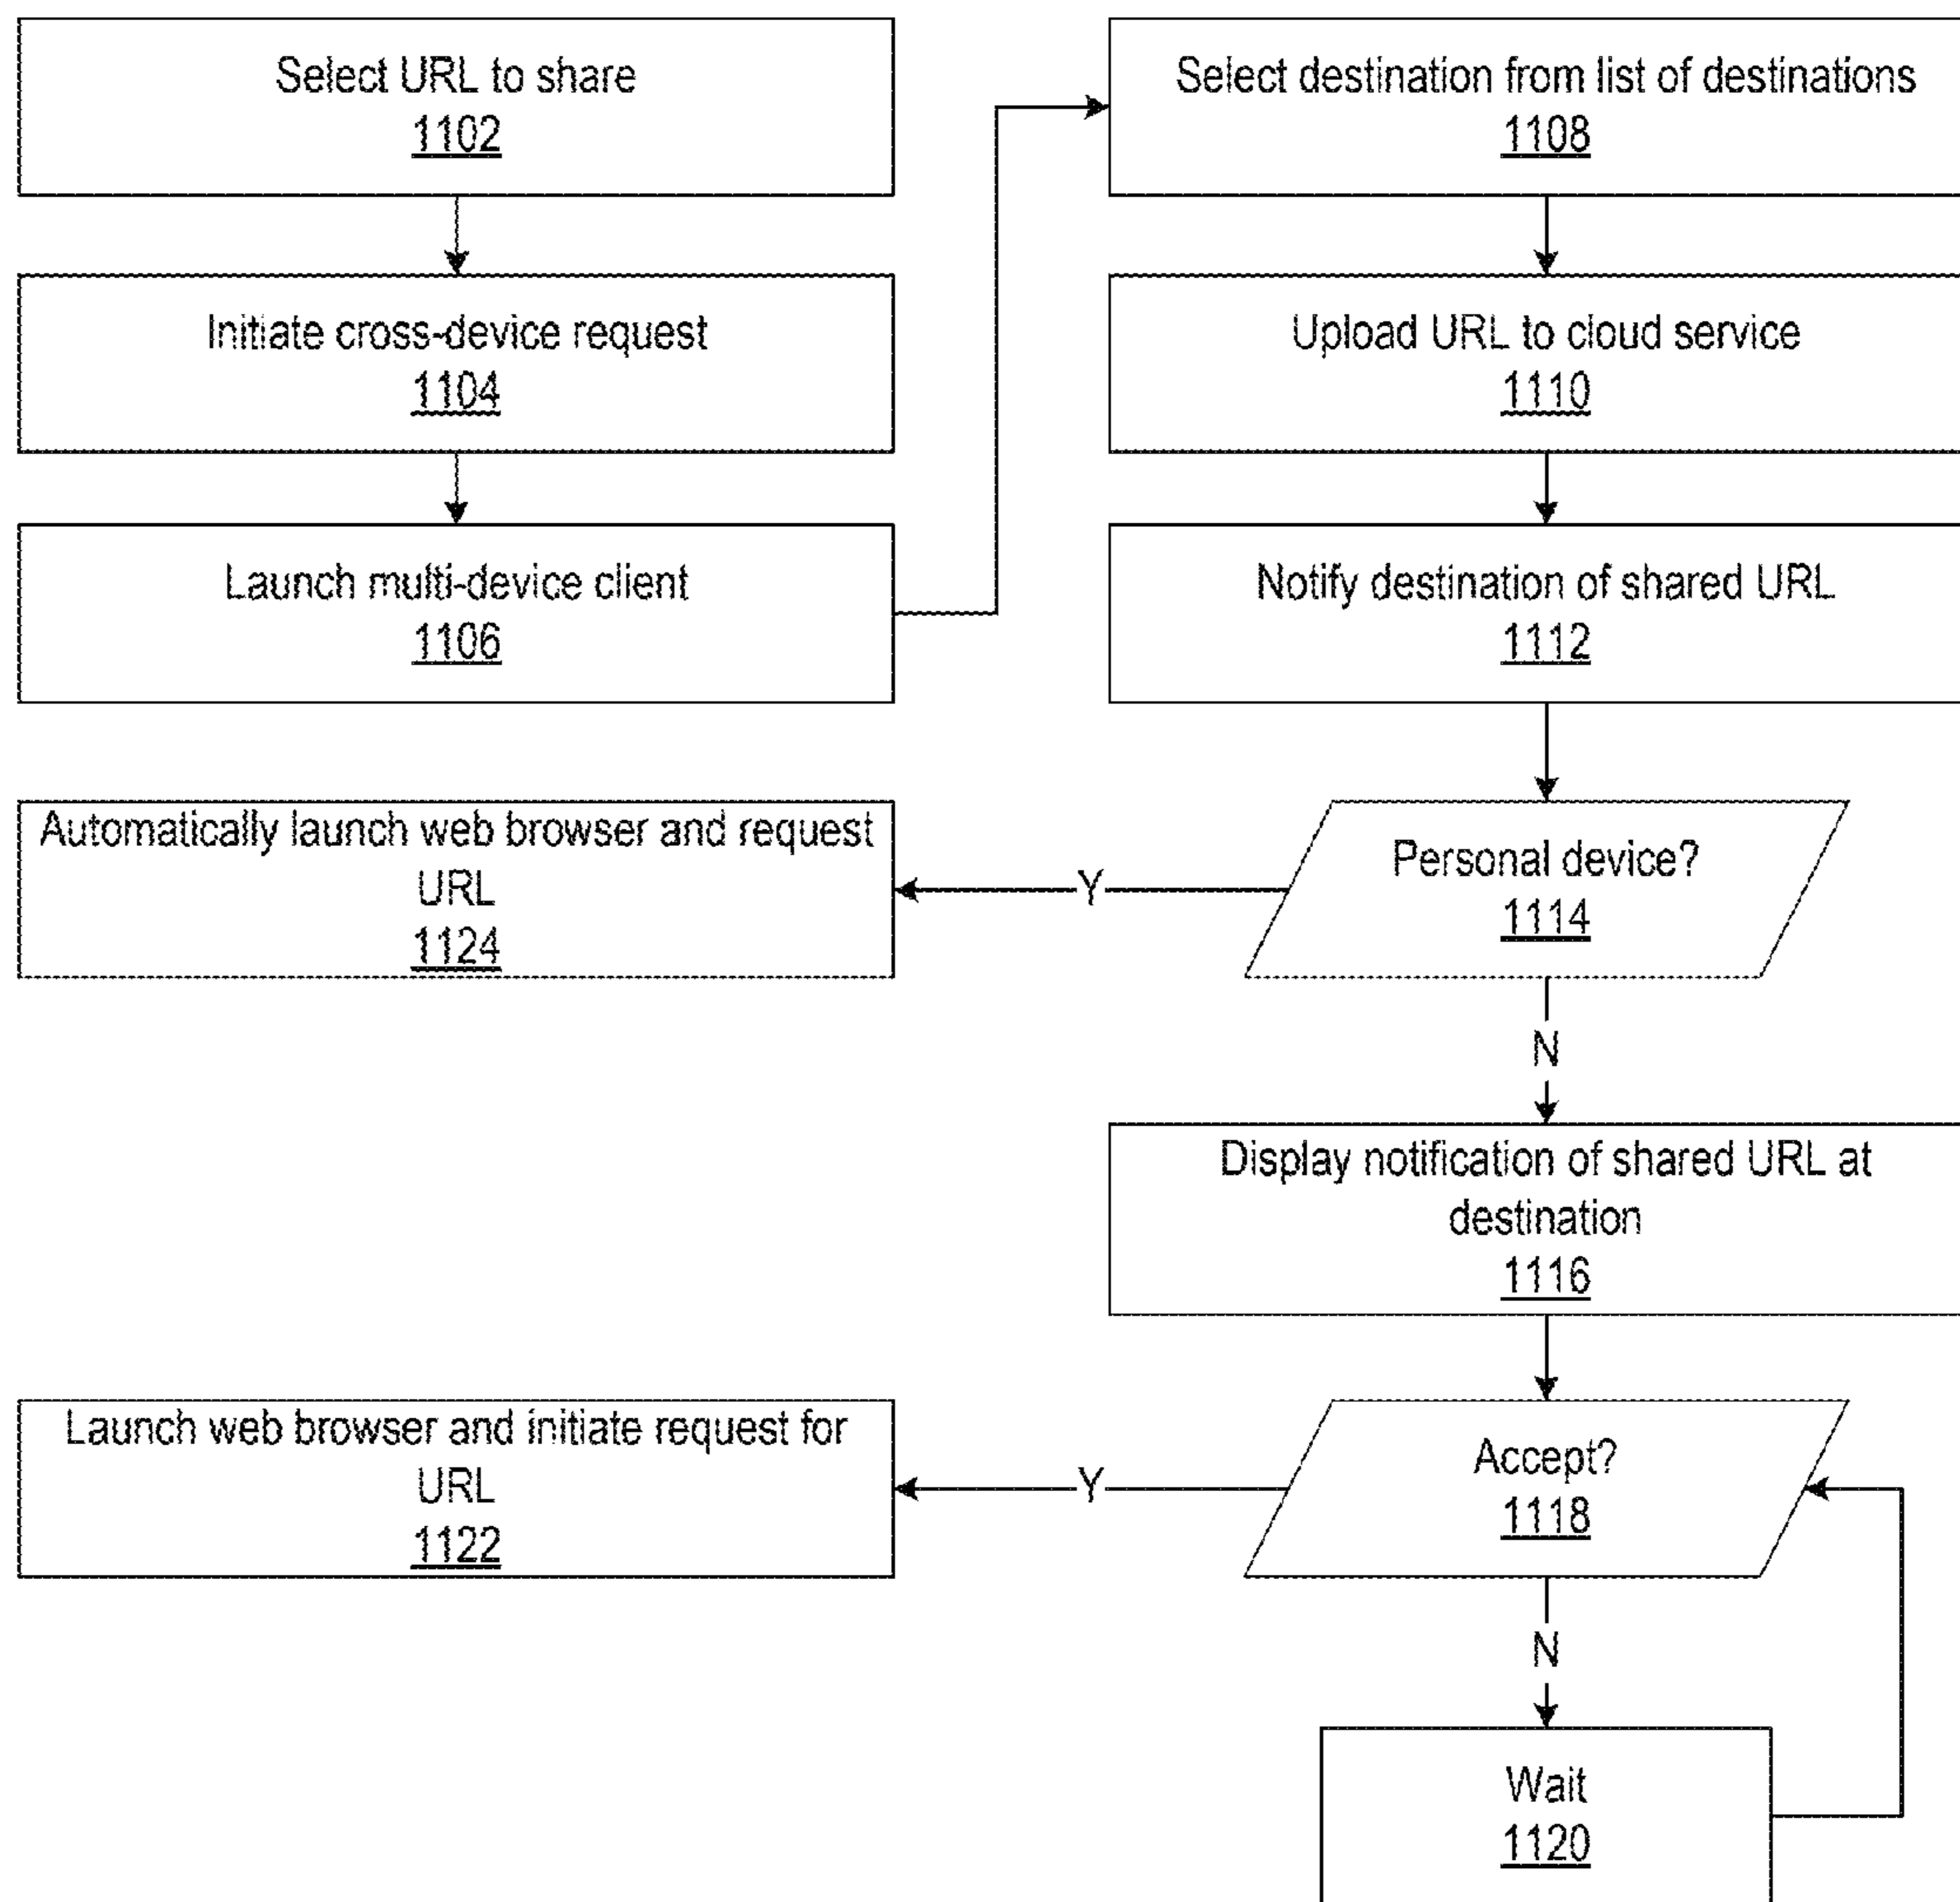 Select URL to share
1102
Initiate cross-device request
1104
Launch multi-device client
1106
Select destination from list of destinations
1108
Upload URL to cloud service
1110
Notify destination of shared URL
1112
Personal device?
1114
Y
Automatically launch web browser and request
URL
1124
N
Display notification of shared URL at
destination
1116
Accept?
1118
Y
Launch web browser and initiate request for
URL
1122
N
Wait
1120